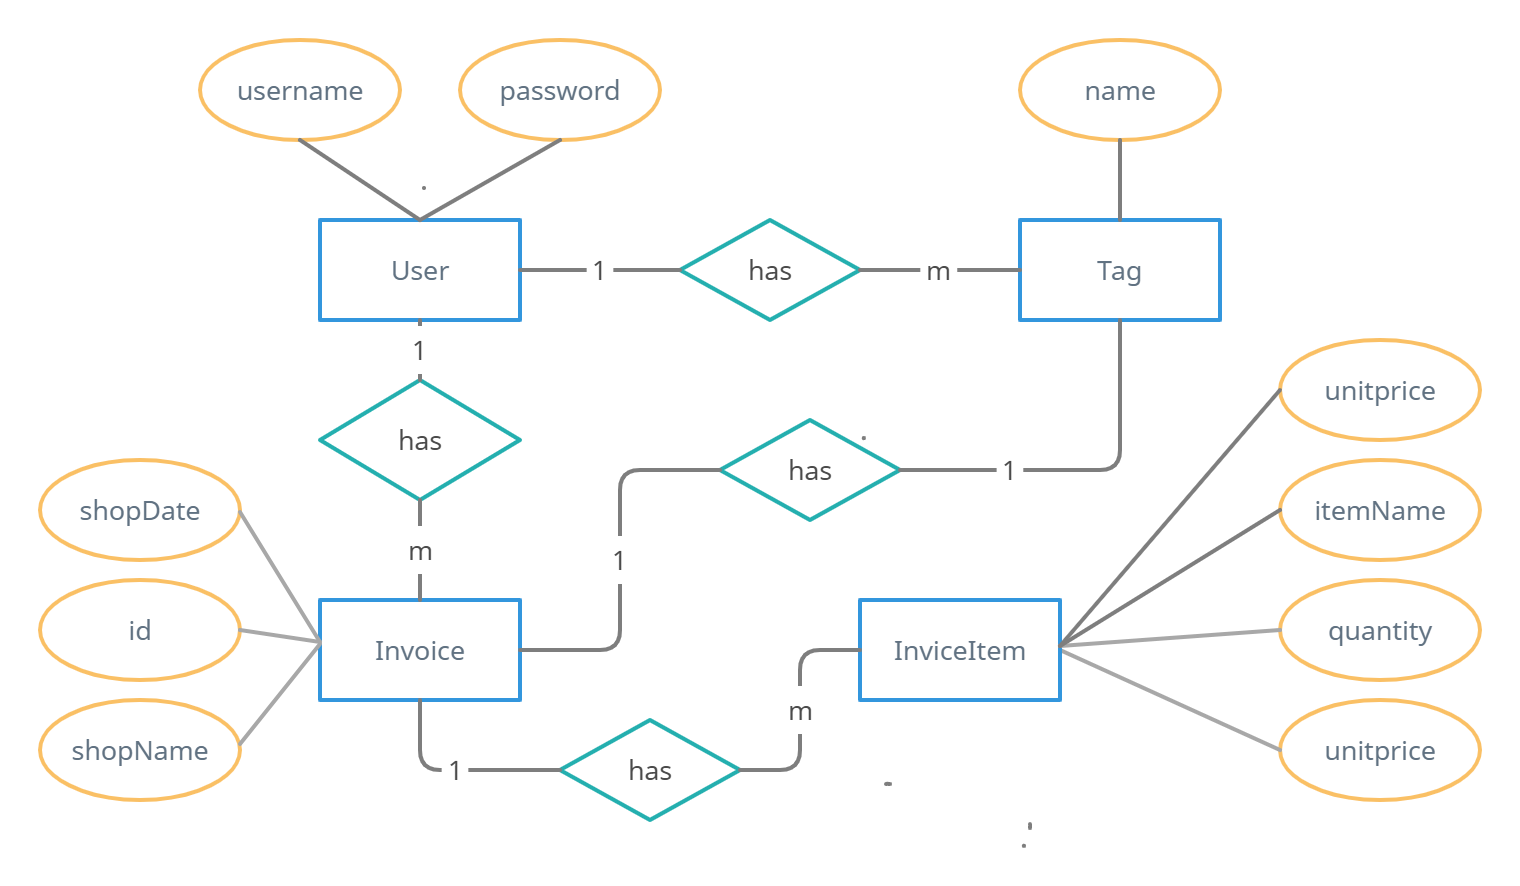 username
password
name
User
1
has
m
Tag
1
unitprice
has
has
1
itemName
shopDate
m
1
id
Invoice
InviceItem
quantity
m
shopName
1
has
unitprice